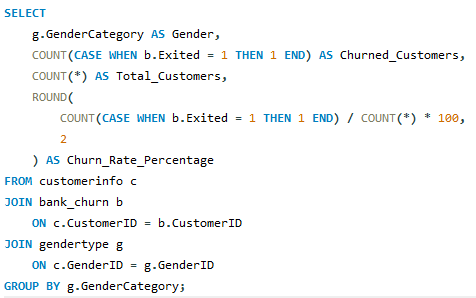 SELECT
    g.GenderCategory AS Gender,
    COUNT(CASE WHEN b.Exited = 1 THEN 1 END) AS Churned_Customers,
    COUNT(*) AS Total_Customers,
    ROUND(
        COUNT(CASE WHEN b.Exited = 1 THEN 1 END) / COUNT(*) * 100,
        2
    ) AS Churn_Rate_Percentage
FROM customerinfo c
JOIN bank_churn b
    ON c.CustomerID = b.CustomerID
JOIN gendertype g
    ON c.GenderID = g.GenderID
GROUP BY g.GenderCategory;